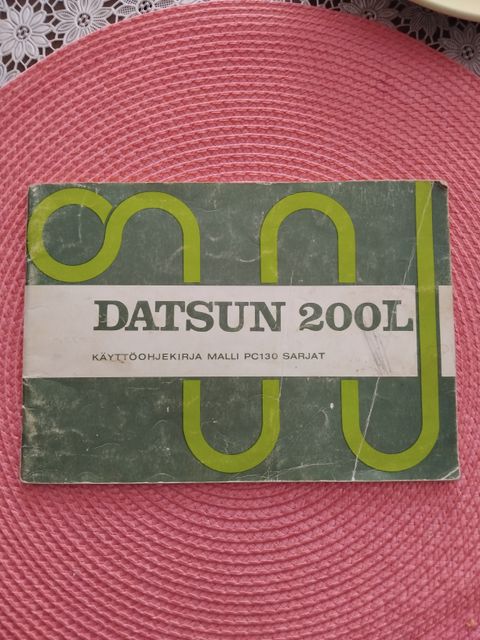 DATSUN 200L
KÄYTTÖOHJEKIRJA MALLI PC130 SARJAT